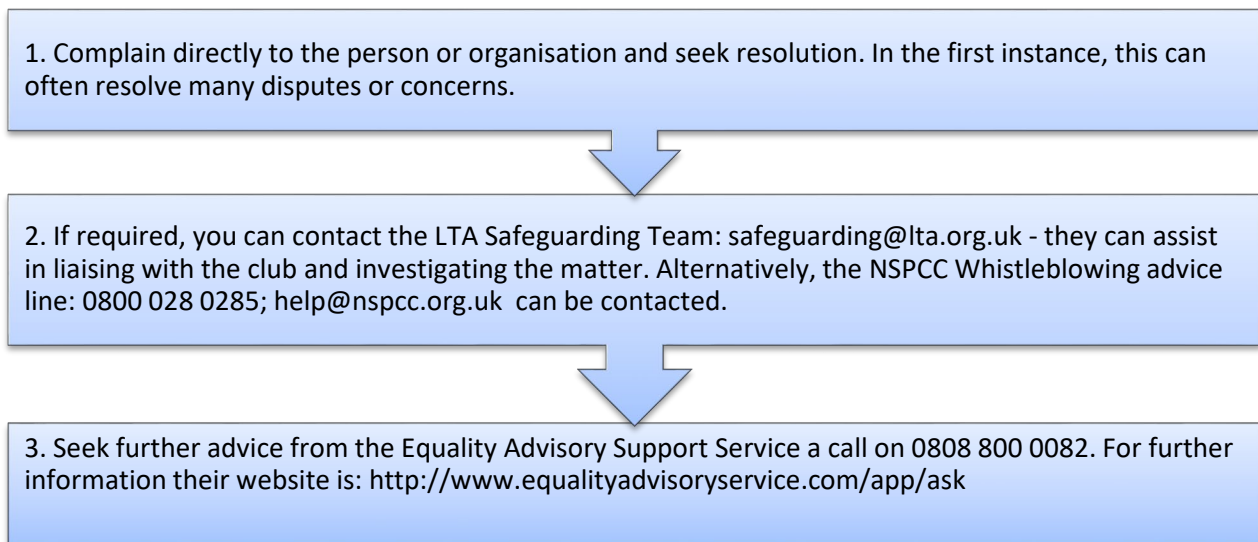 1. Complain directly to the person or organisation and seek resolution. In the first instance, this can
often resolve many disputes or concerns.
2. If required, you can contact the LTA Safeguarding Team: safeguarding@lta.org.uk - they can assist
in liaising with the club and investigating the matter. Alternatively, the NSPCC Whistleblowing advice
line: 0800 028 0285; help@nspcc.org.uk  can be contacted.
3. Seek further advice from the Equality Advisory Support Service a call on 0808 800 0082. For further
information their website is: http://www.equalityadvisoryservice.com/app/ask